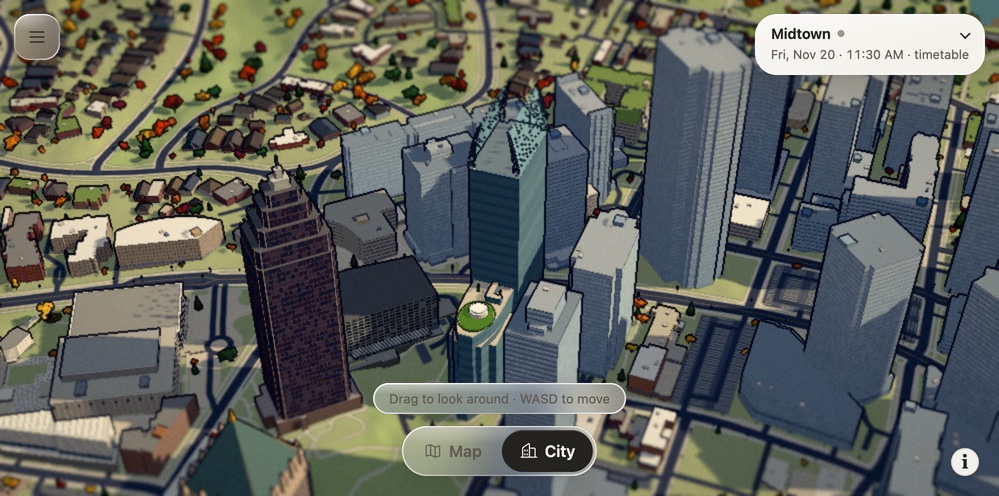 Midtown
Fri, Nov 20 · 11:30 AM · timetable
Drag to look around · WASD to move
Map
City
i